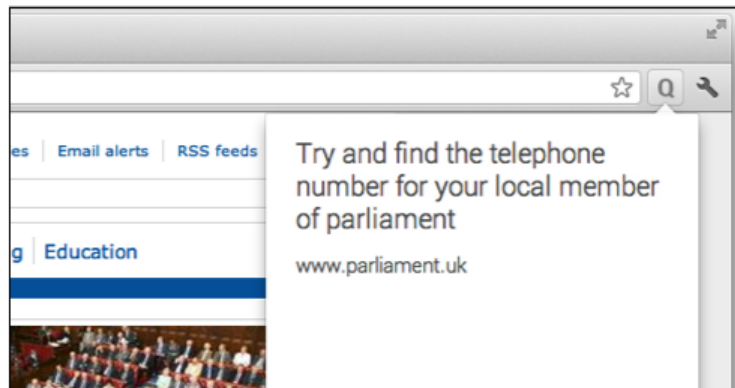 Q
es Email alerts RSS feeds
Try and find the telephone
number for your local member
of parliament
www.parliament.uk
g Education